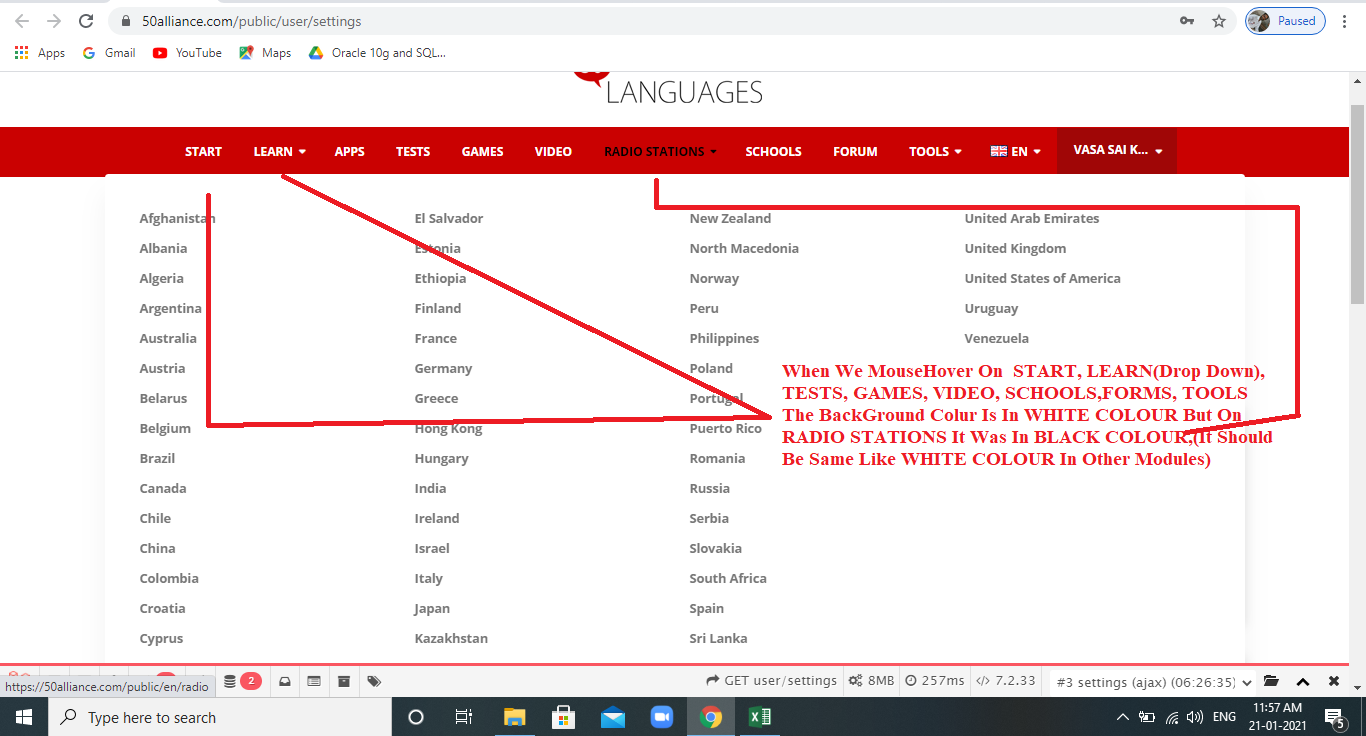 50alliance.com/public/user/settings
Paused
Apps Gmail YouTube Maps Oracle 10g and SQL...
LANGUAGES
START LEARN APPS TESTS GAMES VIDEO RADIO STATIONS SCHOOLS FORUM TOOLS EN VASA SAI K...
Afghanistan El Salvador New Zealand United Arab Emirates
Albania Estonia North Macedonia United Kingdom
Algeria Ethiopia Norway United States of America
Argentina Finland Peru Uruguay
Australia France Philippines Venezuela
Austria Germany Poland
Belarus Greece Portugal
Belgium Hong Kong Puerto Rico
Brazil Hungary Romania
Canada India Russia
Chile Ireland Serbia
China Israel Slovakia
Colombia Italy South Africa
Croatia Japan Spain
Cyprus Kazakhstan Sri Lanka
When We MouseHover On START, LEARN(Drop Down),
TESTS, GAMES, VIDEO, SCHOOLS,FORMS, TOOLS
The BackGround Colur Is In WHITE COLOUR But On
RADIO STATIONS It Was In BLACK COLOUR,(It Should
Be Same Like WHITE COLOUR In Other Modules)
https://50alliance.com/public/en/radio
2 GET user/settings 8MB 257ms 7.2.33 #3 settings (ajax) (06:26:35)
Type here to search
ENG
11:57 AM
21-01-2021
5